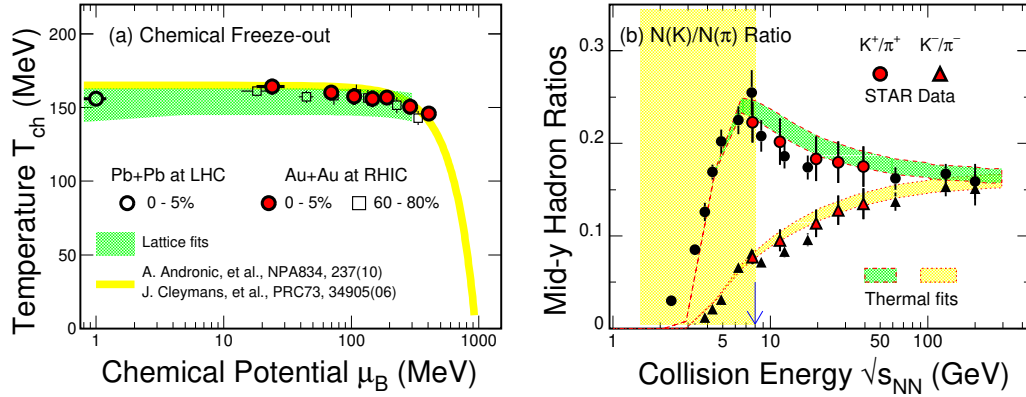 (a) Chemical Freeze-out
Temperature T_ch (MeV)
200
150
100
50
0
Pb+Pb at LHC
Au+Au at RHIC
0 - 5%
0 - 5%
60 - 80%
Lattice fits
A. Andronic, et al., NPA834, 237(10)
J. Cleymans, et al., PRC73, 34905(06)
1
10
100
1000
Chemical Potential μ_B (MeV)
(b) N(K)/N(π) Ratio
Mid-y Hadron Ratios
0.3
0.2
0.1
0
K⁺/π⁺
K⁻/π⁻
STAR Data
Thermal fits
1
5
10
100
Collision Energy √s_NN (GeV)